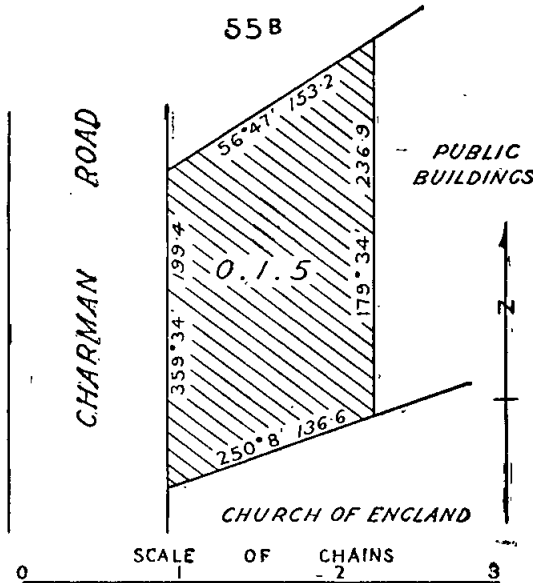 55B
56°47' 153.2
ROAD
PUBLIC
BUILDINGS
236.9
199.4
0.1.5
179°34'
CHARMAN
359°34'
N
250°8' 136.6
CHURCH OF ENGLAND
SCALE OF CHAINS
0 1 2 3